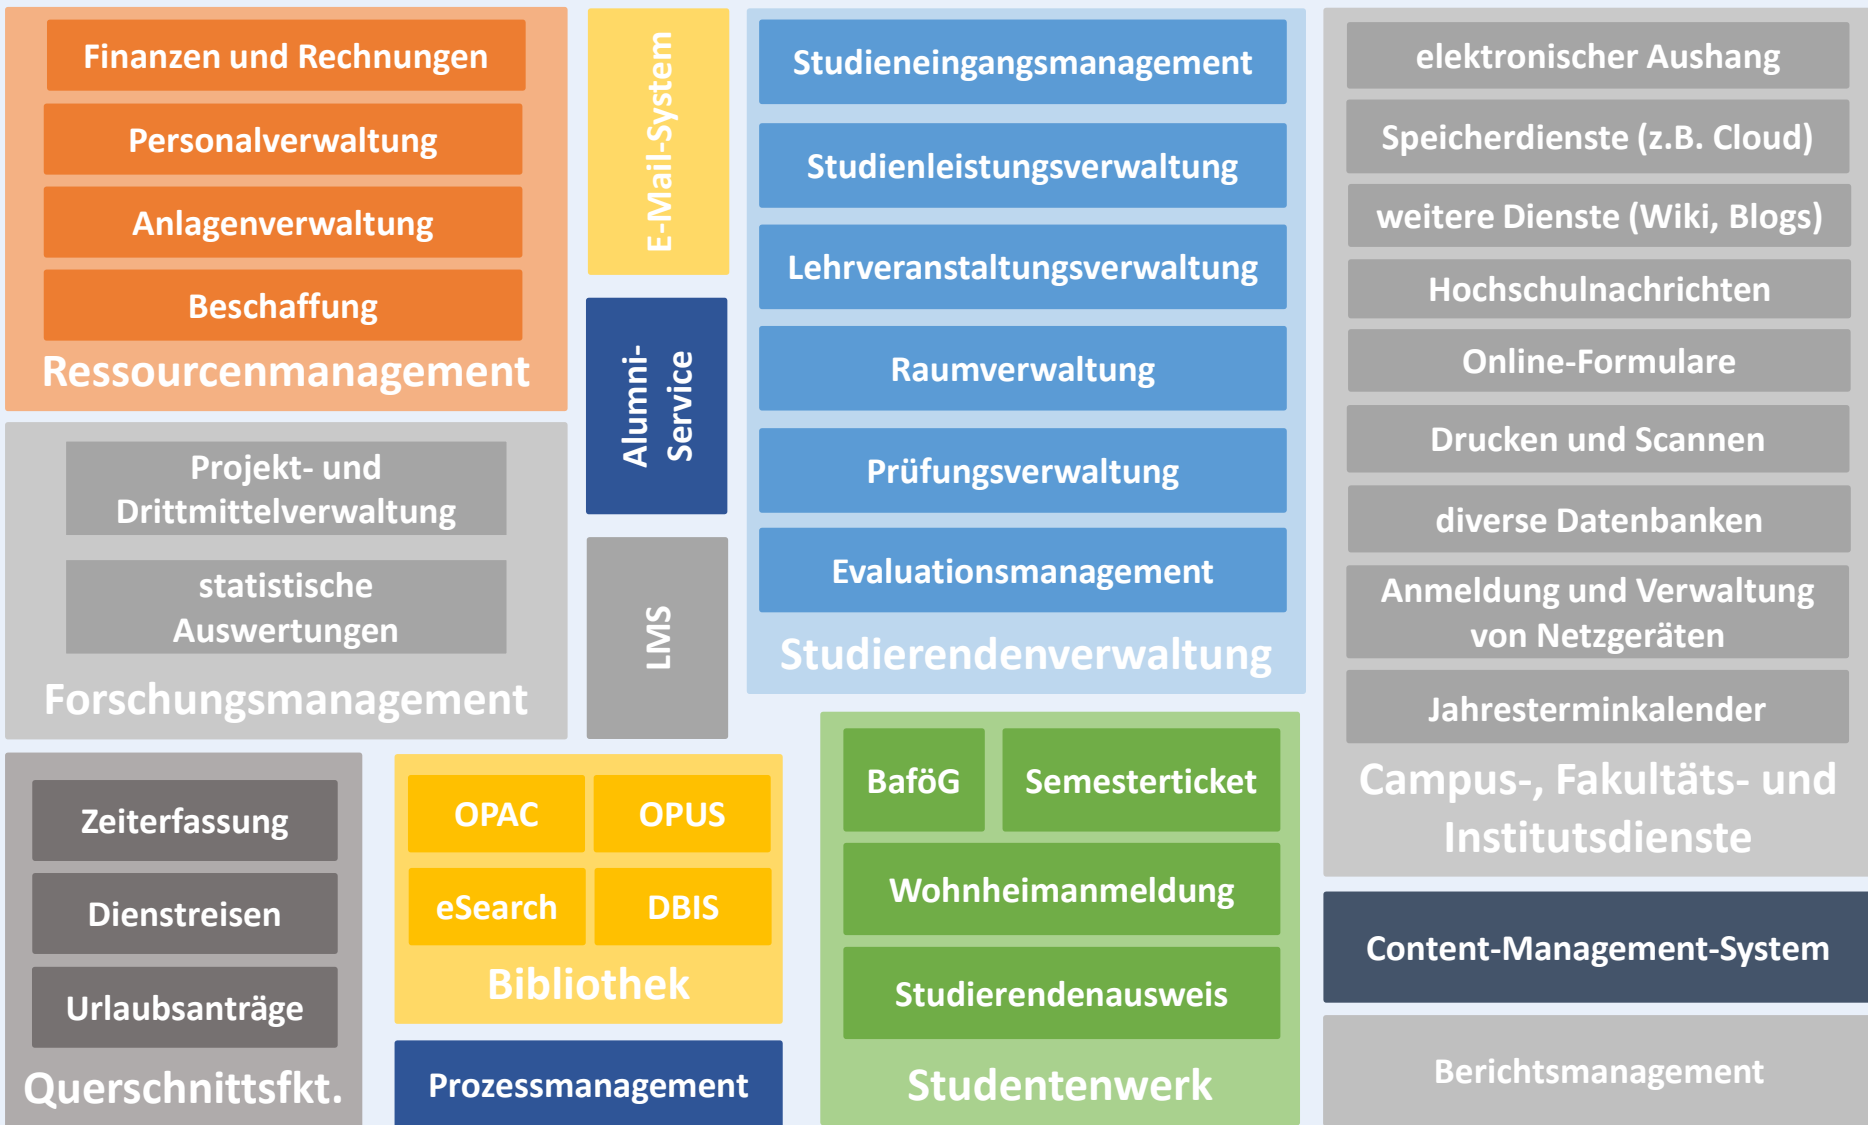 Finanzen und Rechnungen
Personalverwaltung
Anlagenverwaltung
Beschaffung
Ressourcenmanagement
Projekt- und
Drittmittelverwaltung
statistische
Auswertungen
Forschungsmanagement
Zeiterfassung
Dienstreisen
Urlaubsanträge
Querschnittsfkt.
E-Mail-System
Alumni-
Service
LMS
OPAC
OPUS
eSearch
DBIS
Bibliothek
Prozessmanagement
Studieneingangsmanagement
Studienleistungsverwaltung
Lehrveranstaltungsverwaltung
Raumverwaltung
Prüfungsverwaltung
Evaluationsmanagement
Studierendenverwaltung
BaföG
Semesterticket
Wohnheimanmeldung
Studierendenausweis
Studentenwerk
elektronischer Aushang
Speicherdienste (z.B. Cloud)
weitere Dienste (Wiki, Blogs)
Hochschulnachrichten
Online-Formulare
Drucken und Scannen
diverse Datenbanken
Anmeldung und Verwaltung
von Netzgeräten
Jahresterminkalender
Campus-, Fakultäts- und
Institutsdienste
Content-Management-System
Berichtsmanagement